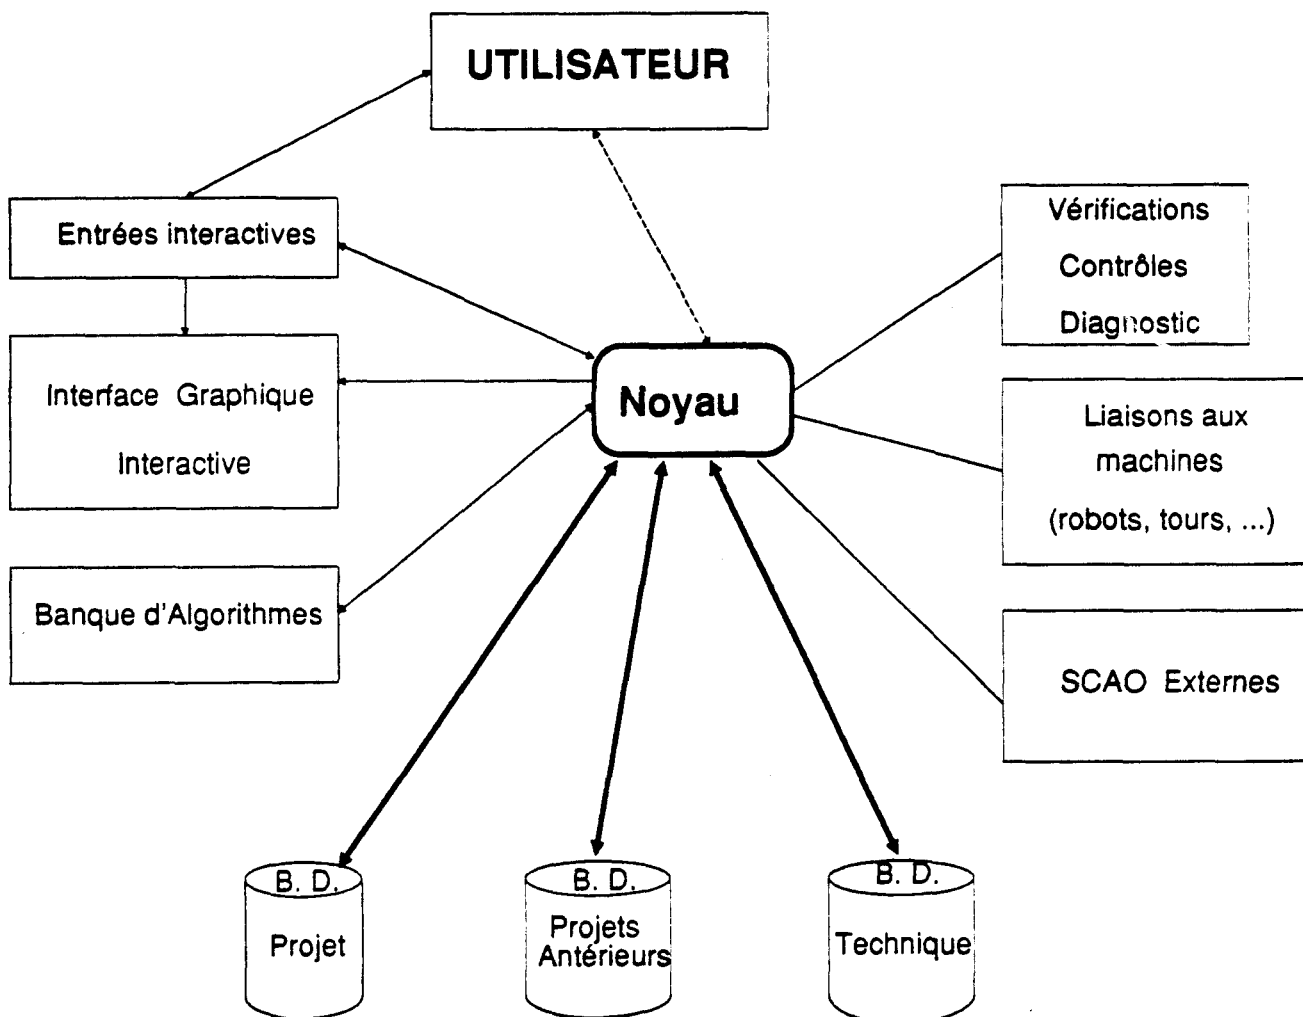 UTILISATEUR
Entrées interactives
Interface Graphique
Interactive
Banque d'Algorithmes
Noyau
Vérifications
Contrôles
Diagnostic
Liaisons aux
machines
(robots, tours, ...)
SCAO Externes
B. D.
Projet
B. D.
Projets
Antérieurs
B. D.
Technique